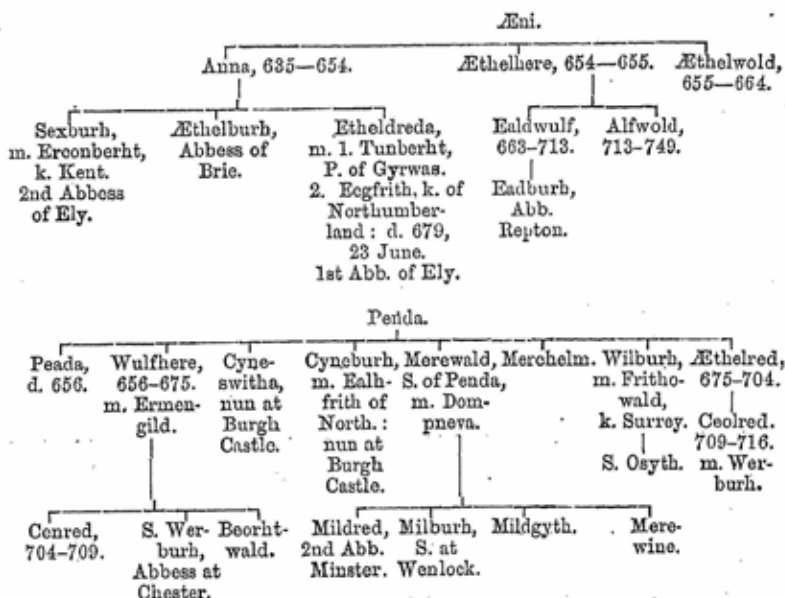 Æni.
Anna, 635—654.
Æthelhere, 654—655.
Æthelwold,
655—664.
Sexburh,
m. Erconberht,
k. Kent.
2nd Abbess
of Ely.
Æthelburh,
Abbess of
Brie.
Etheldreda,
m. 1. Tunberht,
P. of Gyrwas.
2. Ecgfrith, k. of
Northumber-
land : d. 679,
23 June.
1st Abb. of Ely.
Ealdwulf,
663–713.
Eadburh,
Abb.
Repton.
Alfwold,
713–749.
Penda.
Peada,
d. 656.
Wulfhere,
656–675.
m. Ermen-
gild.
Cyne-
switha,
nun at
Burgh
Castle.
Cyneburh,
m. Ealh-
frith of
North. :
nun at
Burgh
Castle.
Merewald,
S. of Penda,
m. Dom-
pneva.
Merchelm.
Wilburh,
m. Fritho-
wald,
k. Surrey.
S. Osyth.
Æthelred,
675–704.
Ceolred.
709–716.
m. Wer-
burh.
Cenred,
704–709.
S. Wer-
burh,
Abbess at
Chester.
Beorht-
wald.
Mildred,
2nd Abb.
Minster.
Milburh,
S. at
Wenlock.
Mildgyth.
Mere-
wine.